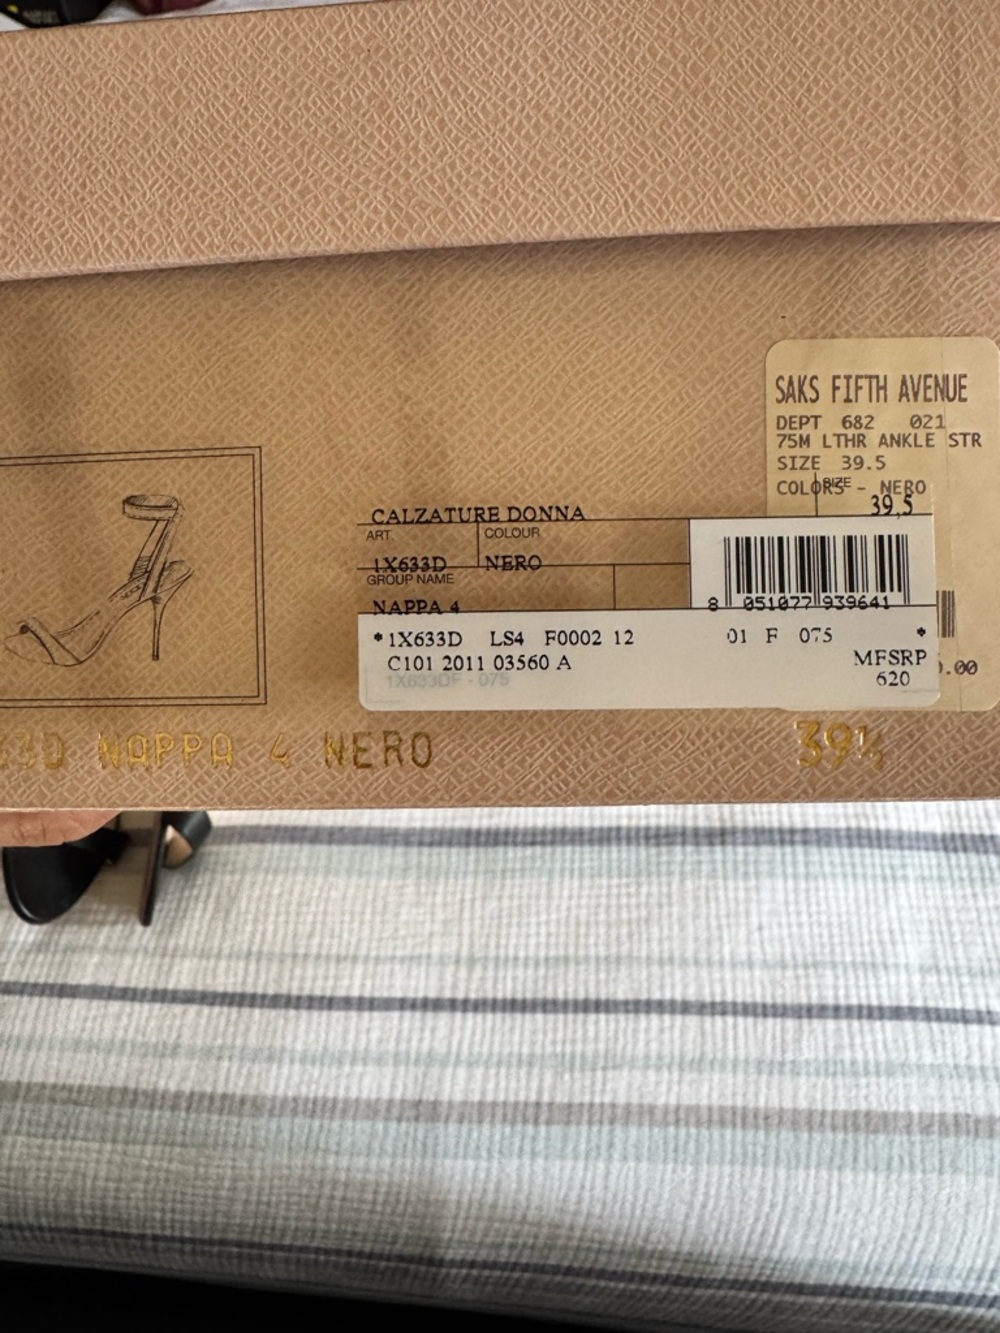 SAKS FIFTH AVENUE
DEPT 682 021
75M LTHR ANKLE STR
SIZE 39.5
COLORS - NERO
SIZE
39,5
CALZATURE DONNA
ART. COLOUR
1X633D NERO
GROUP NAME
NAPPA 4
8 051077 939641
*1X633D LS4 F0002 12 01 F 075 *
C101 2011 03560 A MFSRP
1X633DF - 075 620
.00
33D NAPPA 4 NERO 39½